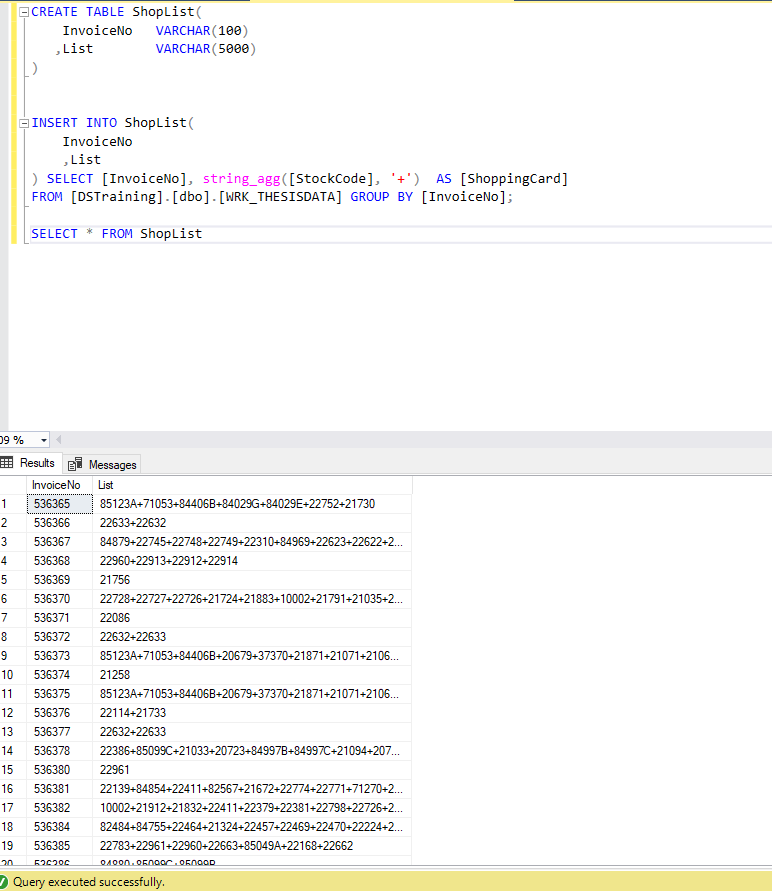 CREATE TABLE ShopList(
InvoiceNo VARCHAR(100)
,List VARCHAR(5000)
)
INSERT INTO ShopList(
InvoiceNo
,List
) SELECT [InvoiceNo], string_agg([StockCode], '+') AS [ShoppingCard]
FROM [DSTraining].[dbo].[WRK_THESISDATA] GROUP BY [InvoiceNo];
SELECT * FROM ShopList
09 %
Results Messages
InvoiceNo List
1 536365 85123A+71053+84406B+84029G+84029E+22752+21730
2 536366 22633+22632
3 536367 84879+22745+22748+22749+22310+84969+22623+22622+2...
4 536368 22960+22913+22912+22914
5 536369 21756
6 536370 22728+22727+22726+21724+21883+10002+21791+21035+2...
7 536371 22086
8 536372 22632+22633
9 536373 85123A+71053+84406B+20679+37370+21871+21071+2106...
10 536374 21258
11 536375 85123A+71053+84406B+20679+37370+21871+21071+2106...
12 536376 22114+21733
13 536377 22632+22633
14 536378 22386+85099C+21033+20723+84997B+84997C+21094+207...
15 536380 22961
16 536381 22139+84854+22411+82567+21672+22774+22771+71270+2...
17 536382 10002+21912+21832+22411+22379+22381+22798+22726+2...
18 536384 82484+84755+22464+21324+22457+22469+22470+22224+2...
19 536385 22783+22961+22960+22663+85049A+22168+22662
20 536386 84880+85099C+85099B
Query executed successfully.